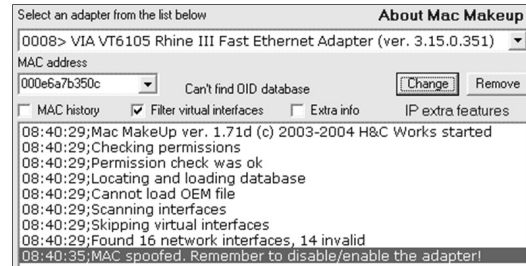 Select an adapter from the list below About Mac Makeup
0008> VIA VT6105 Rhine III Fast Ethernet Adapter (ver. 3.15.0.351)
MAC address
000e6a7b350c Can't find OID database Change Remove
MAC history Filter virtual interfaces Extra info IP extra features
08:40:29;Mac MakeUp ver. 1.71d (c) 2003-2004 H&C Works started
08:40:29;Checking permissions
08:40:29;Permission check was ok
08:40:29;Locating and loading database
08:40:29;Cannot load OEM file
08:40:29;Scanning interfaces
08:40:29;Skipping virtual interfaces
08:40:29;Found 16 network interfaces, 14 invalid
08:40:35;MAC spoofed. Remember to disable/enable the adapter!